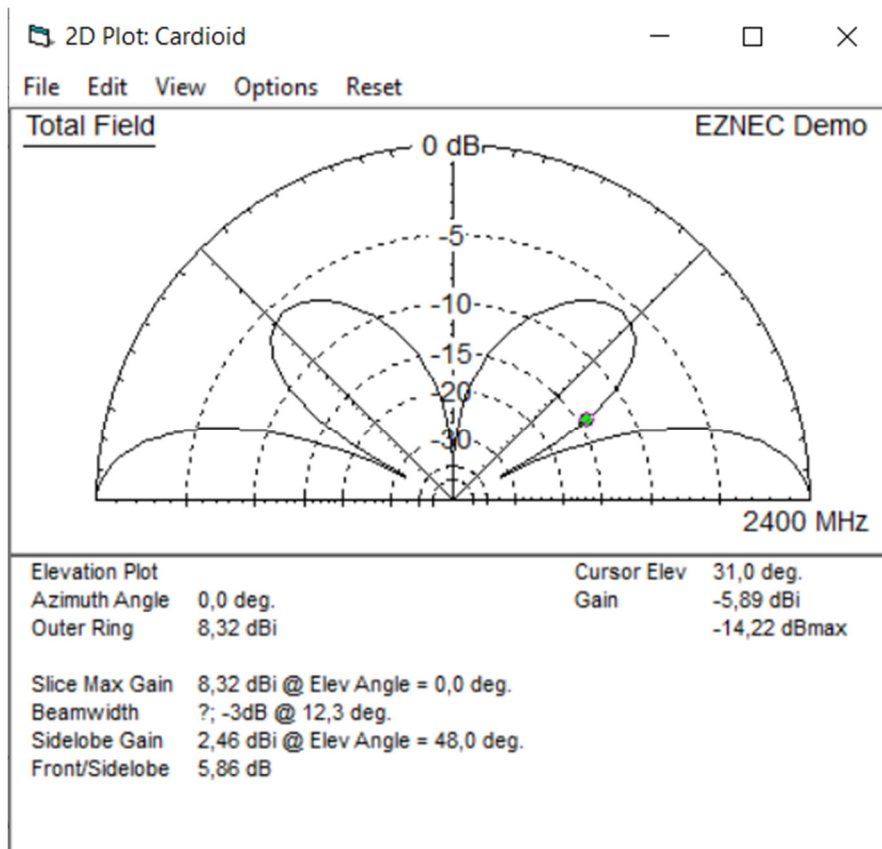 2D Plot: Cardioid
File Edit View Options Reset
Total Field
EZNEC Demo
0 dB
-5
-10
-15
-20
-30
2400 MHz
Elevation Plot
Cursor Elev 31,0 deg.
Azimuth Angle 0,0 deg.
Gain -5,89 dBi
Outer Ring 8,32 dBi
-14,22 dBmax
Slice Max Gain 8,32 dBi @ Elev Angle = 0,0 deg.
Beamwidth ?; -3dB @ 12,3 deg.
Sidelobe Gain 2,46 dBi @ Elev Angle = 48,0 deg.
Front/Sidelobe 5,86 dB